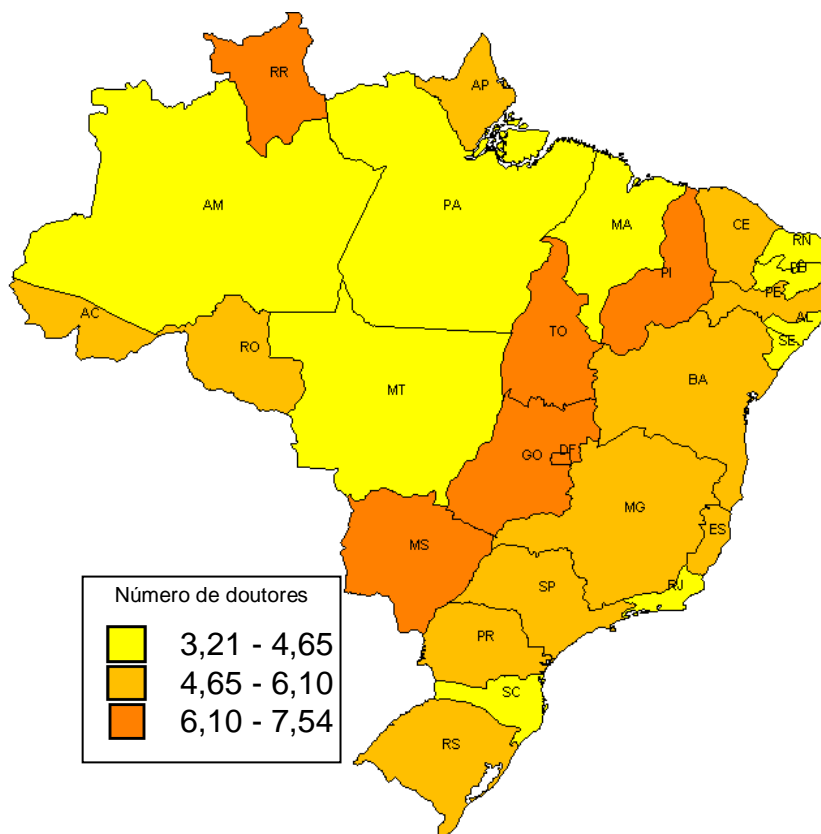 RR
AP
AM
PA
MA
CE
RN
PI
PE
AC
AL
TO
SE
RO
BA
MT
GO
DF
MG
ES
MS
SP
RJ
PR
SC
RS
Número de doutores
3,21 - 4,65
4,65 - 6,10
6,10 - 7,54